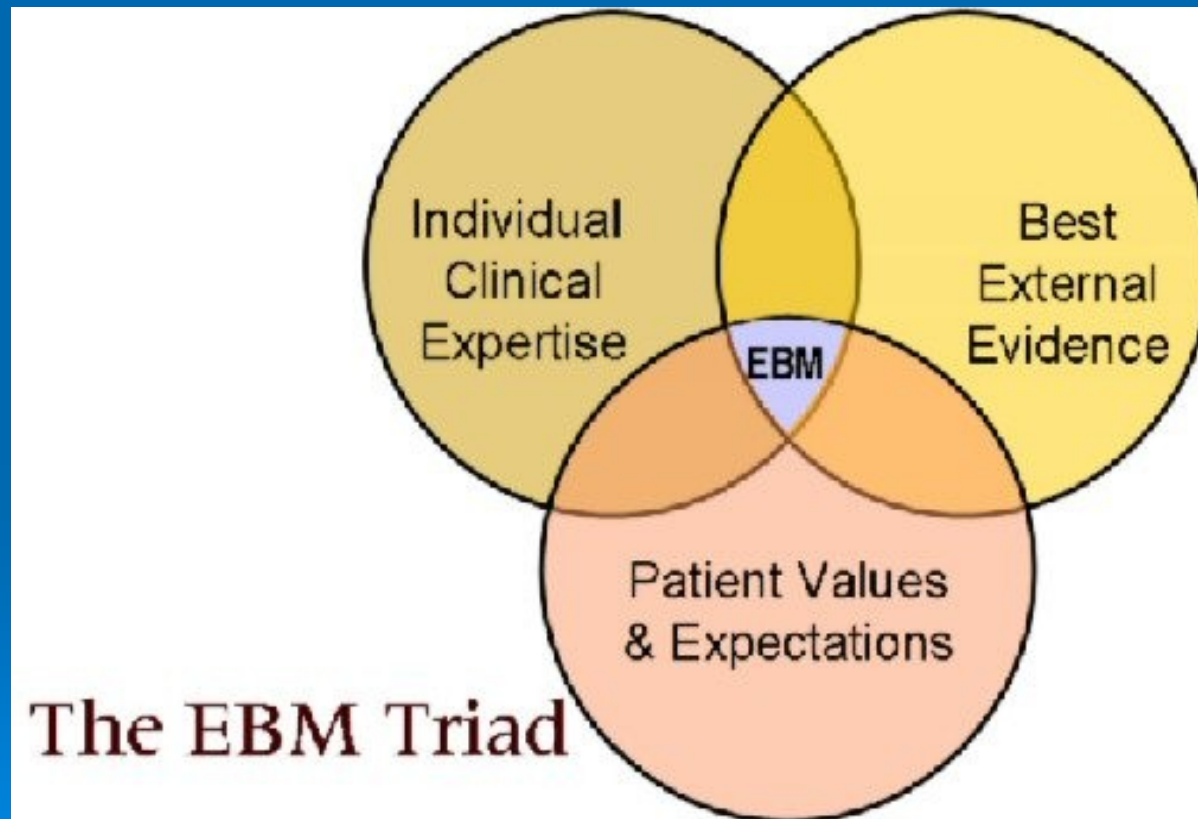 Individual
Clinical
Expertise
Best
External
Evidence
EBM
Patient Values
& Expectations
The EBM Triad